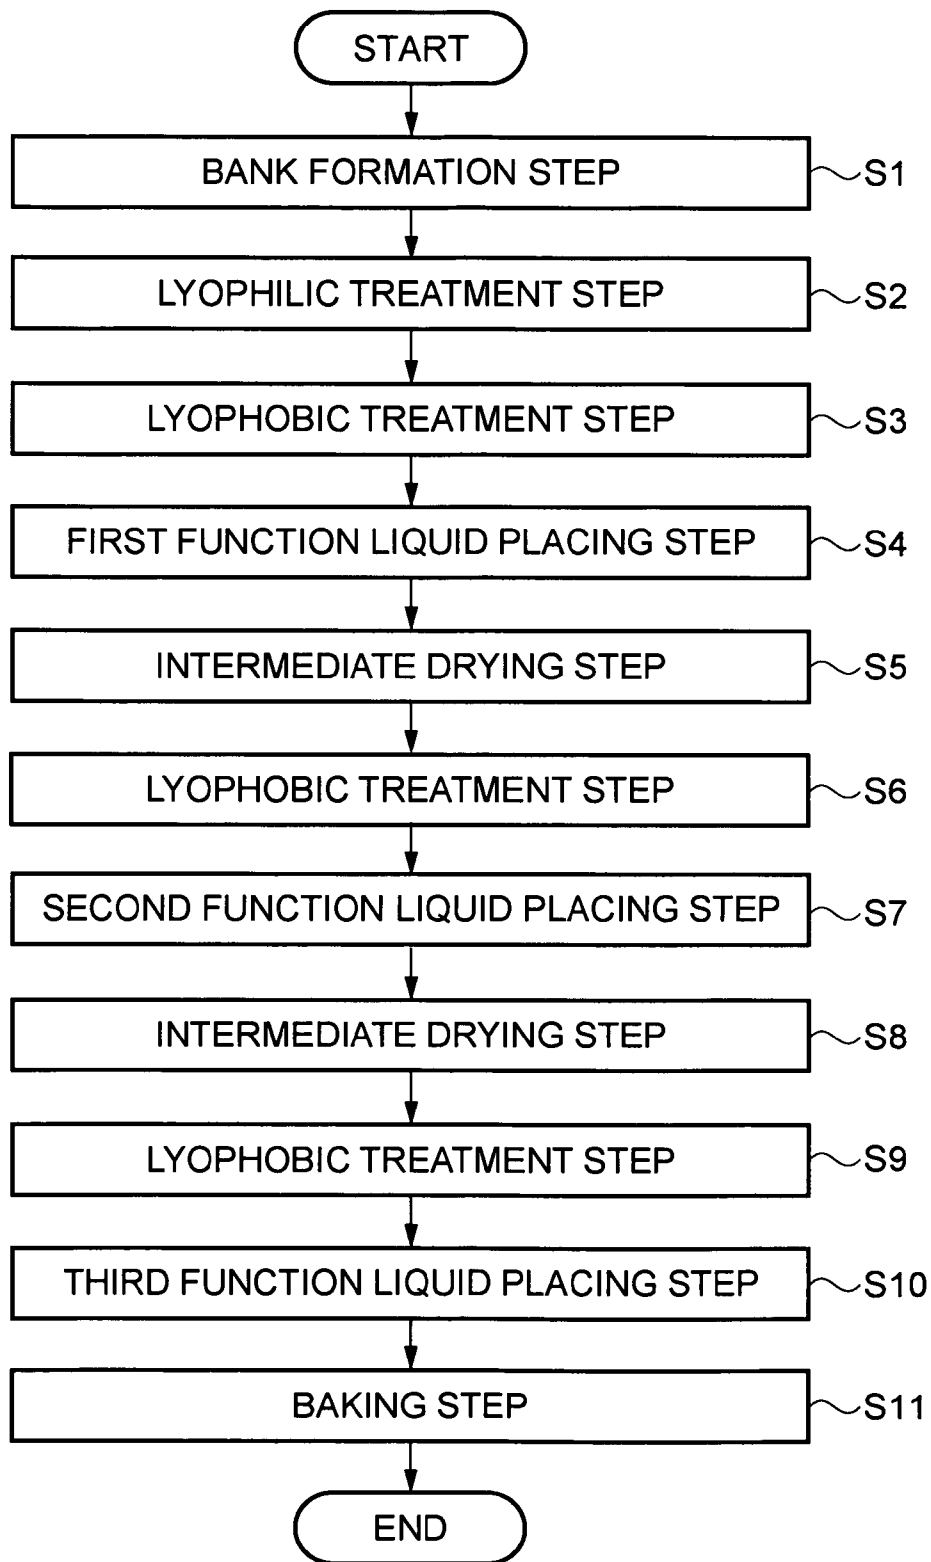 START
BANK FORMATION STEP S1
LYOPHILIC TREATMENT STEP S2
LYOPHOBIC TREATMENT STEP S3
FIRST FUNCTION LIQUID PLACING STEP S4
INTERMEDIATE DRYING STEP S5
LYOPHOBIC TREATMENT STEP S6
SECOND FUNCTION LIQUID PLACING STEP S7
INTERMEDIATE DRYING STEP S8
LYOPHOBIC TREATMENT STEP S9
THIRD FUNCTION LIQUID PLACING STEP S10
BAKING STEP S11
END